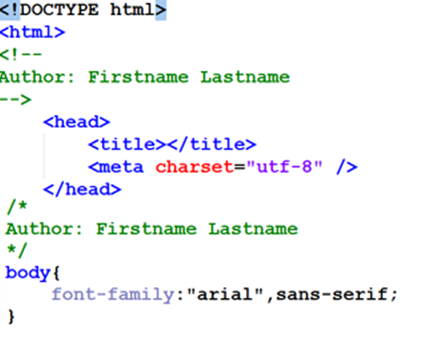 <!DOCTYPE html>
<html>
<!--
Author: Firstname Lastname
-->
<head>
<title></title>
<meta charset="utf-8" />
</head>
/*
Author: Firstname Lastname
*/
body{
font-family:"arial",sans-serif;
}